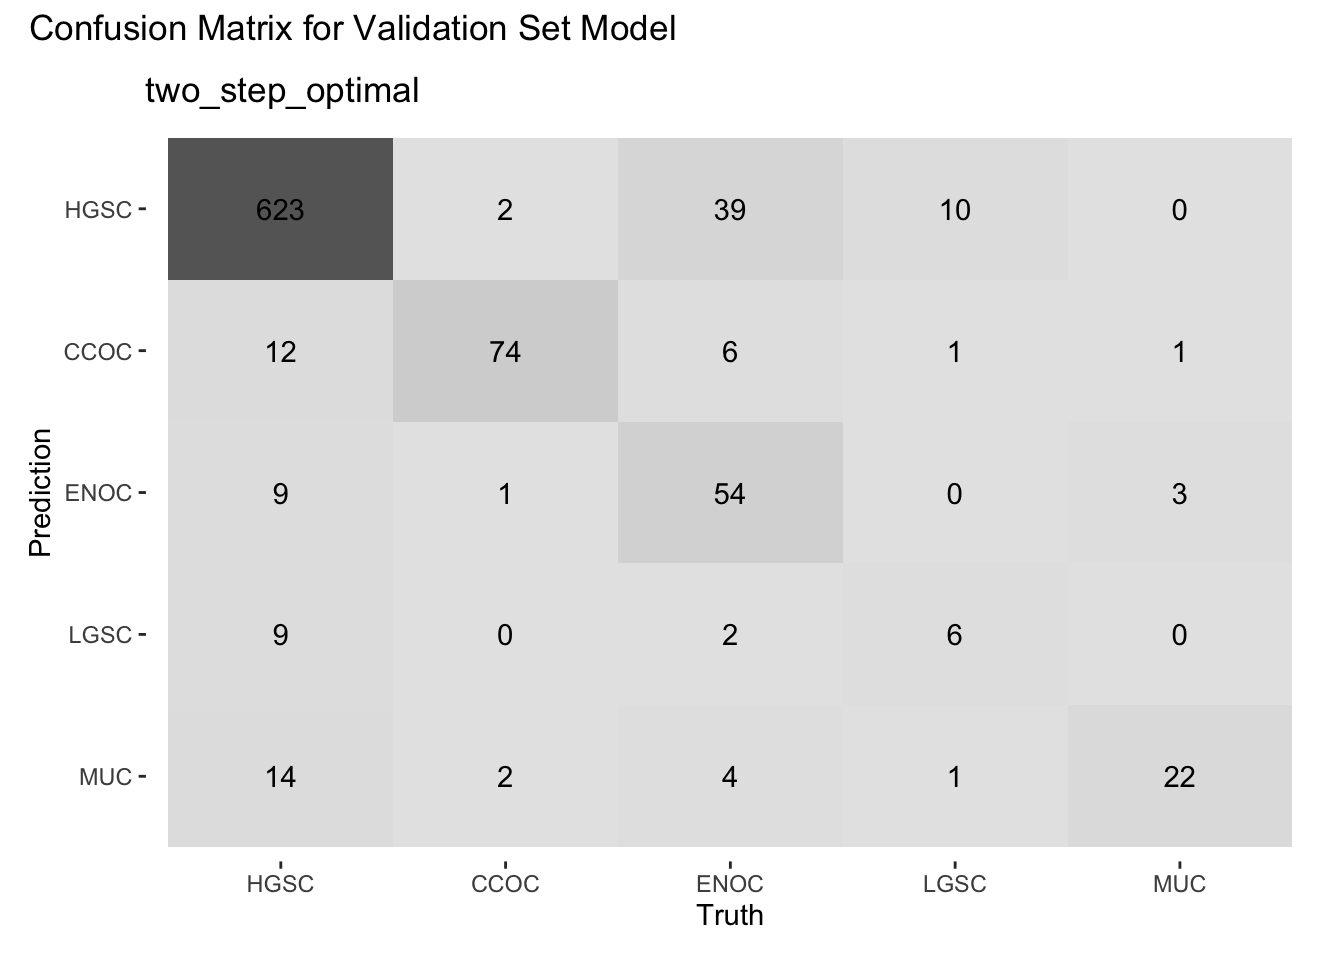 Confusion Matrix for Validation Set Model
two_step_optimal
Prediction
HGSC 623 2 39 10 0
CCOC 12 74 6 1 1
ENOC 9 1 54 0 3
LGSC 9 0 2 6 0
MUC 14 2 4 1 22
HGSC CCOC ENOC LGSC MUC
Truth